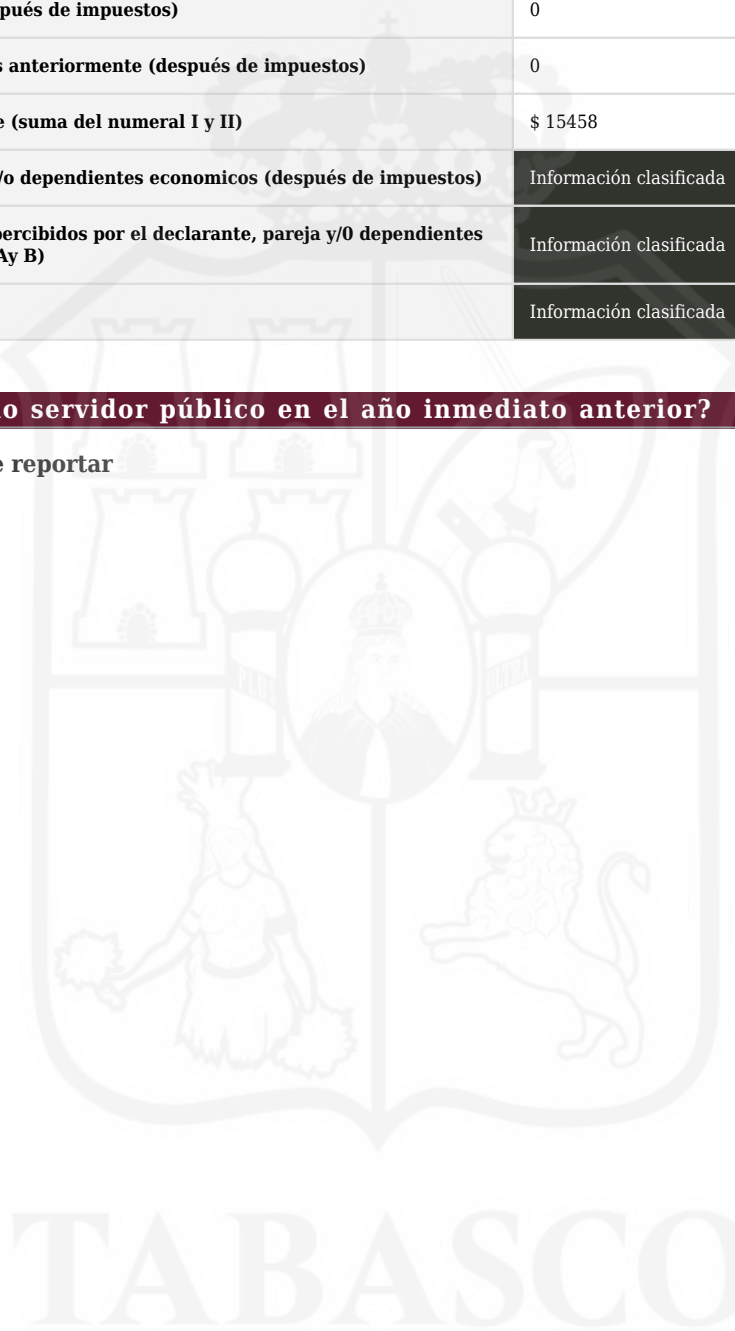 pués de impuestos)
0
s anteriormente (después de impuestos)
0
e (suma del numeral I y II)
$ 15458
/o dependientes economicos (después de impuestos)
Información clasificada
percibidos por el declarante, pareja y/0 dependientes
Ay B)
Información clasificada
Información clasificada
o servidor público en el año inmediato anterior?
e reportar
PLUS
ULTRA
TABASCO